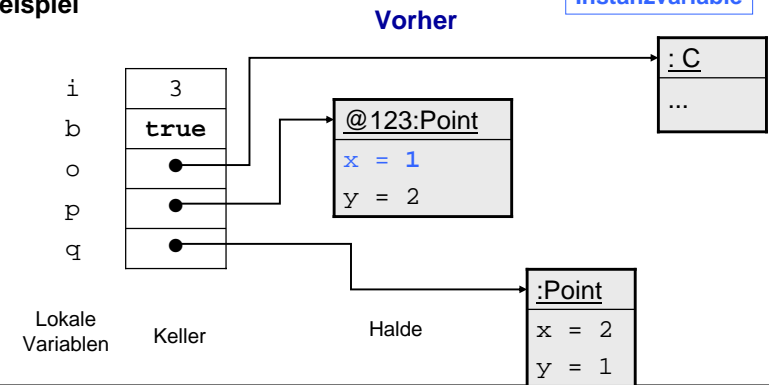 eispiel
Instanzvariable
Vorher
: C
...
i 3
b true
o
p
q
@123:Point
x = 1
y = 2
:Point
x = 2
y = 1
Lokale
Variablen
Keller
Halde